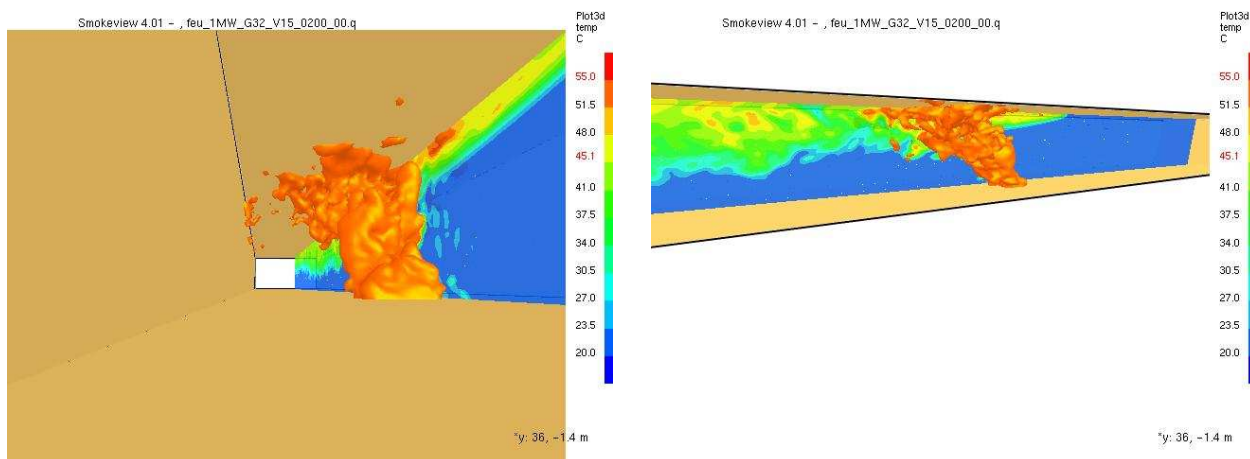 Smokeview 4.01 – , feu_1MW_G32_V15_0200_00.q
Plot3d
temp
C
55.0
51.5
48.0
45.1
41.0
37.5
34.0
30.5
27.0
23.5
20.0
*y: 36, −1.4 m
Smokeview 4.01 – , feu_1MW_G32_V15_0200_00.q
Plot3d
temp
C
55.0
51.5
48.0
45.1
41.0
37.5
34.0
30.5
27.0
23.5
20.0
*y: 36, −1.4 m